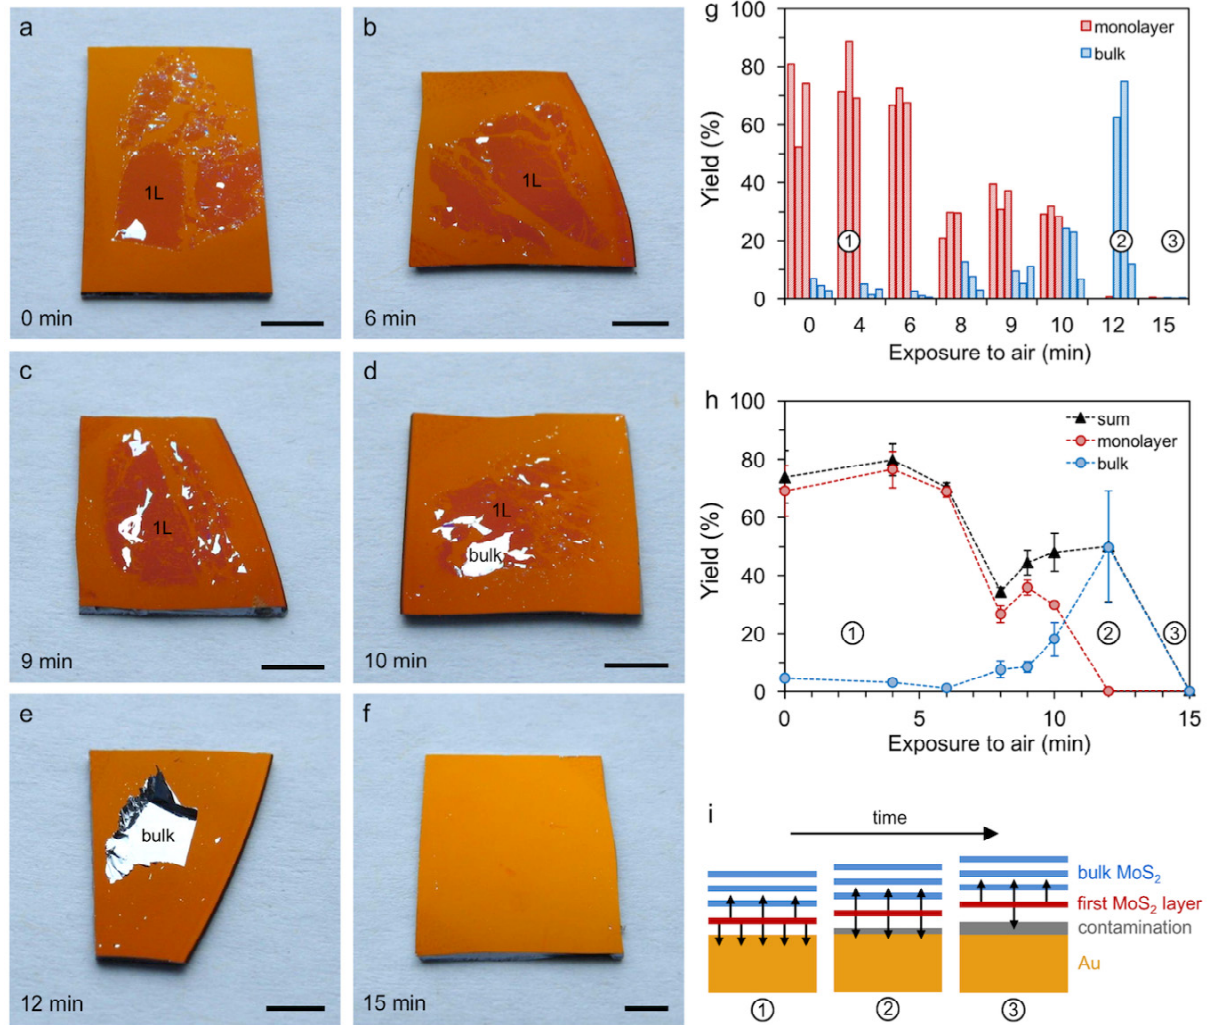 a
1L
0 min
b
1L
6 min
c
1L
9 min
d
1L
bulk
10 min
e
bulk
12 min
f
15 min
g
100
80
60
40
20
0
Yield (%)
monolayer
bulk
1
2
3
0 4 6 8 9 10 12 15
Exposure to air (min)
h
100
80
60
40
20
0
Yield (%)
sum
monolayer
bulk
1
2
3
0 5 10 15
Exposure to air (min)
i
time
bulk MoS₂
first MoS₂ layer
contamination
Au
1 2 3